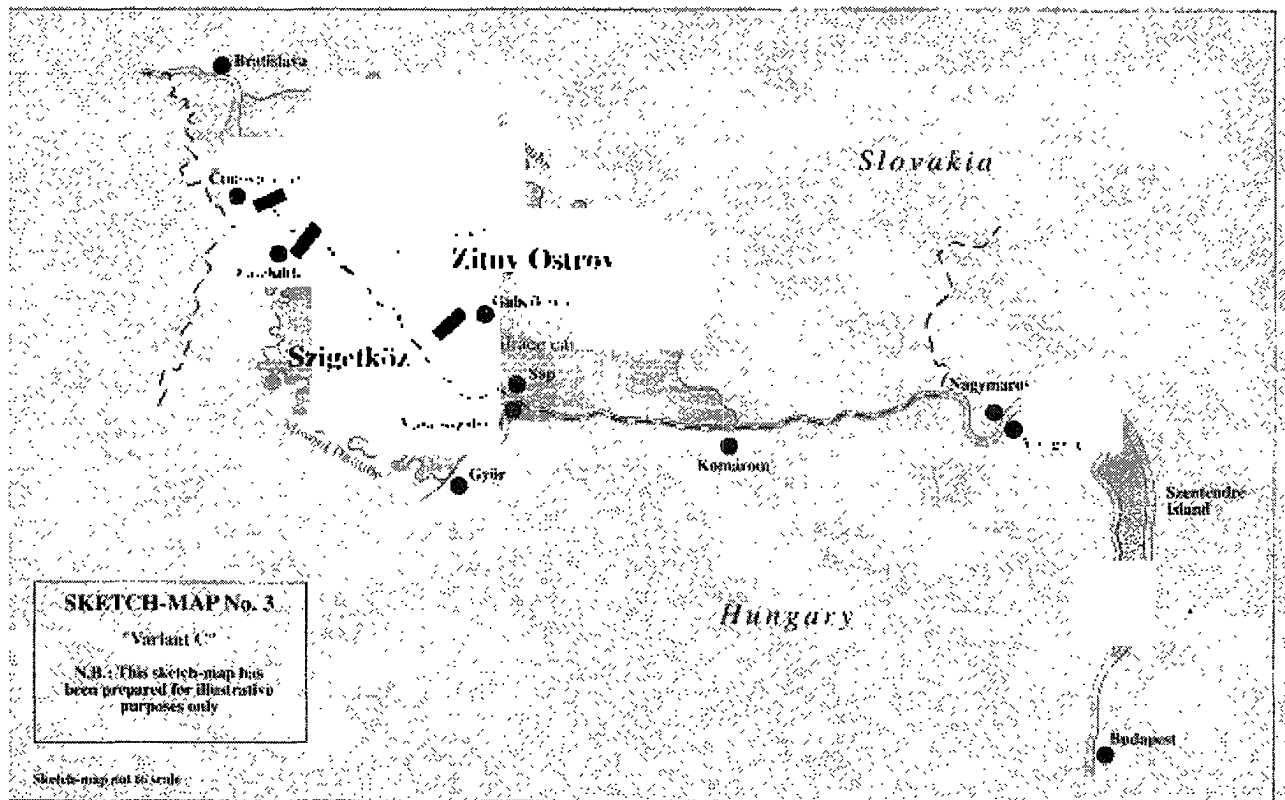 Bratislava
Slovakia
Zitny Ostrov
Szigetköz
Sap
Nagymaros
Györ
Komarom
Szentendre
Island
SKETCH-MAP No. 3
"Variant C"
N.B.: This sketch-map has
been prepared for illustrative
purposes only
Hungary
Budapest
Sketch-map not to scale